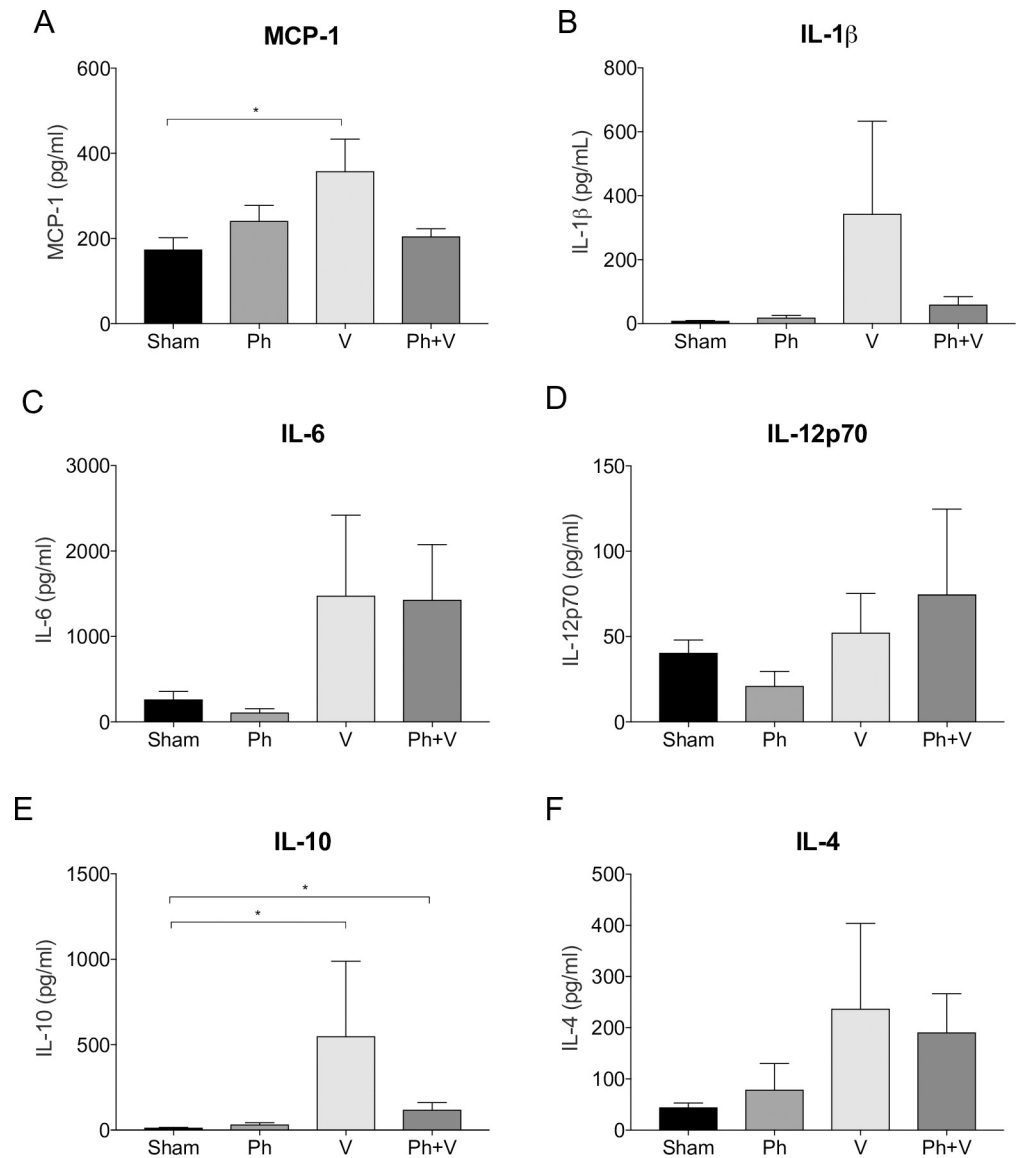 A
MCP-1
MCP-1 (pg/ml)
600
400
200
0
*
Sham Ph V Ph+V
B
IL-1β
IL-1β (pg/mL)
800
600
400
200
0
Sham Ph V Ph+V
C
IL-6
IL-6 (pg/ml)
3000
2000
1000
0
Sham Ph V Ph+V
D
IL-12p70
IL-12p70 (pg/ml)
150
100
50
0
Sham Ph V Ph+V
E
IL-10
IL-10 (pg/ml)
1500
1000
500
0
*
*
Sham Ph V Ph+V
F
IL-4
IL-4 (pg/ml)
500
400
300
200
100
0
Sham Ph V Ph+V